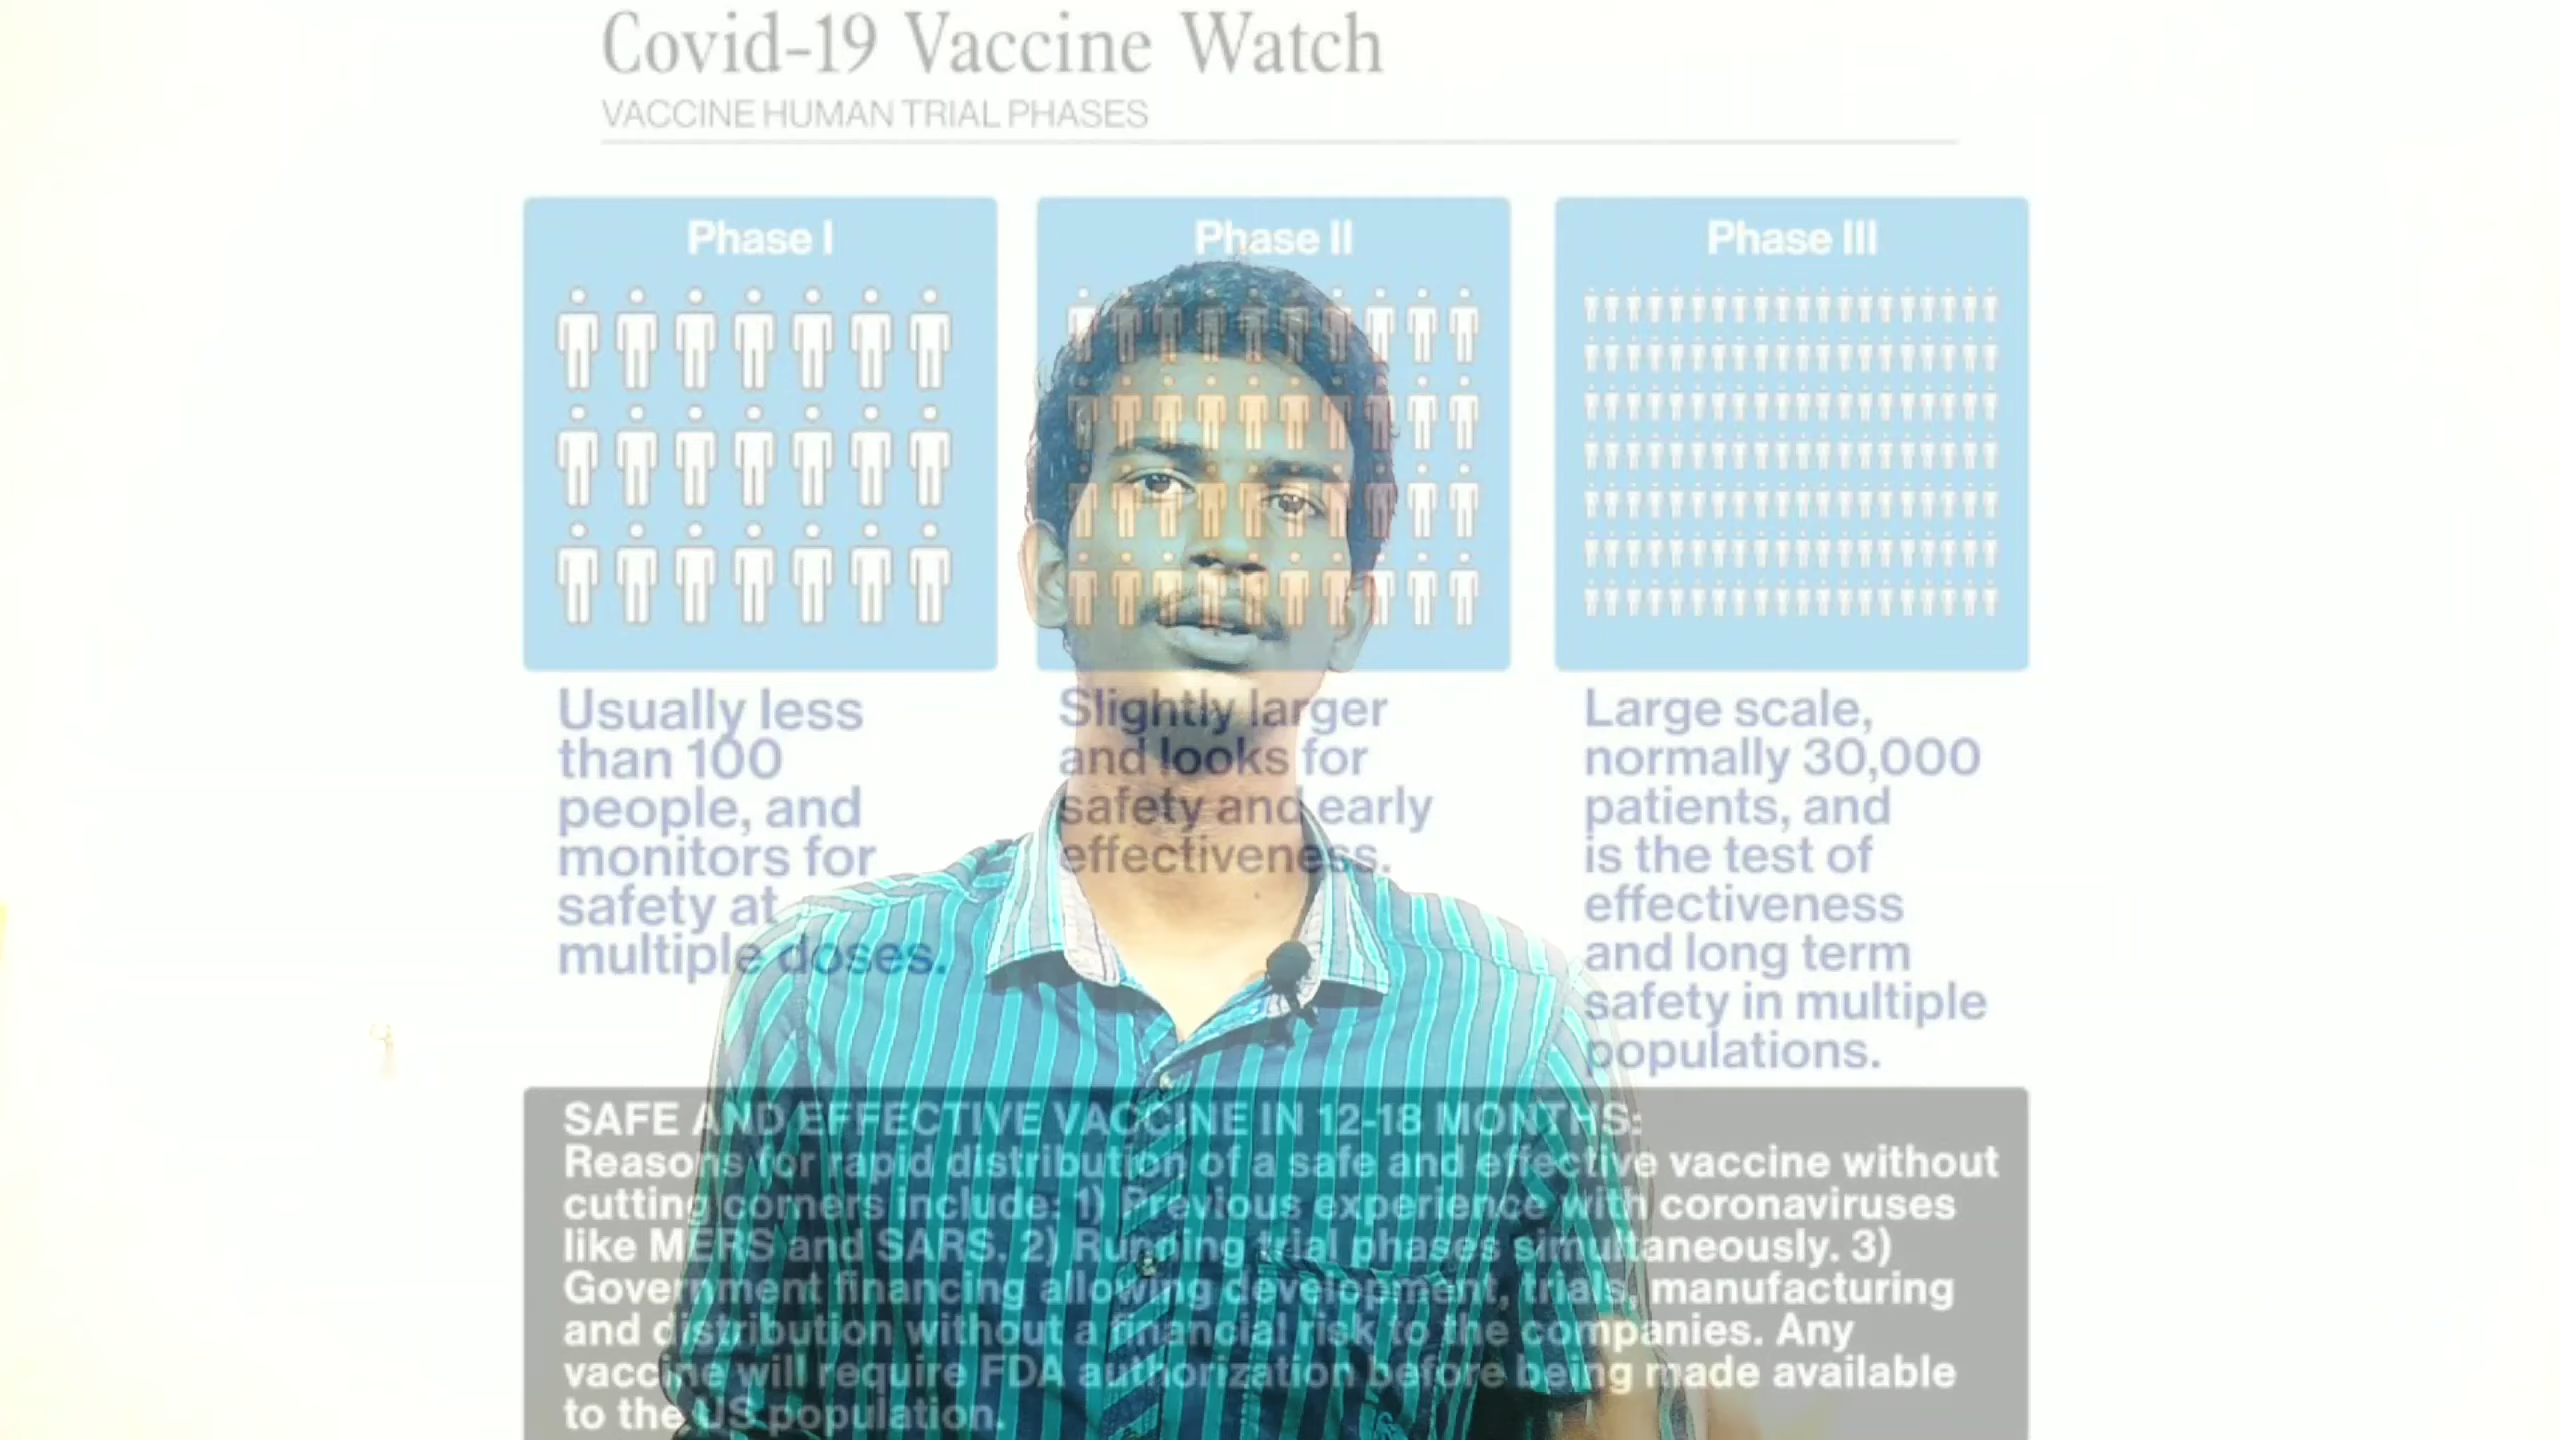 Covid-19 Vaccine Watch
VACCINE HUMAN TRIAL PHASES
Phase I
Phase II
Phase III
Usually less
than 100
people, and
monitors for
safety at
multiple doses.
Slightly larger
and looks for
safety and early
effectiveness.
Large scale,
normally 30,000
patients, and
is the test of
effectiveness
and long term
safety in multiple
populations.
SAFE AND EFFECTIVE VACCINE IN 12-18 MONTHS:
Reasons for rapid distribution of a safe and effective vaccine without
cutting corners include: 1) Previous experience with coronaviruses
like MERS and SARS. 2) Running trial phases simultaneously. 3)
Government financing allowing development, trials, manufacturing
and distribution without a financial risk to the companies. Any
vaccine will require FDA authorization before being made available
to the US population.